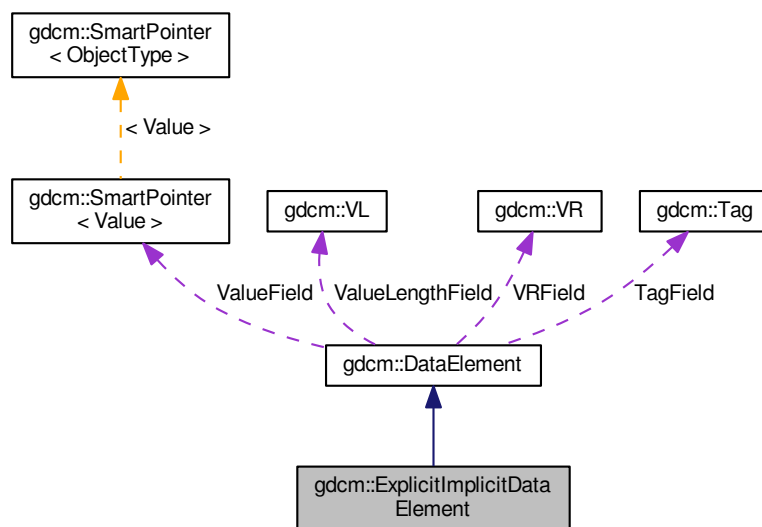 gdcm::SmartPointer
< ObjectType >
< Value >
gdcm::SmartPointer
< Value >
gdcm::VL
gdcm::VR
gdcm::Tag
ValueField
ValueLengthField
VRField
TagField
gdcm::DataElement
gdcm::ExplicitImplicitData
Element